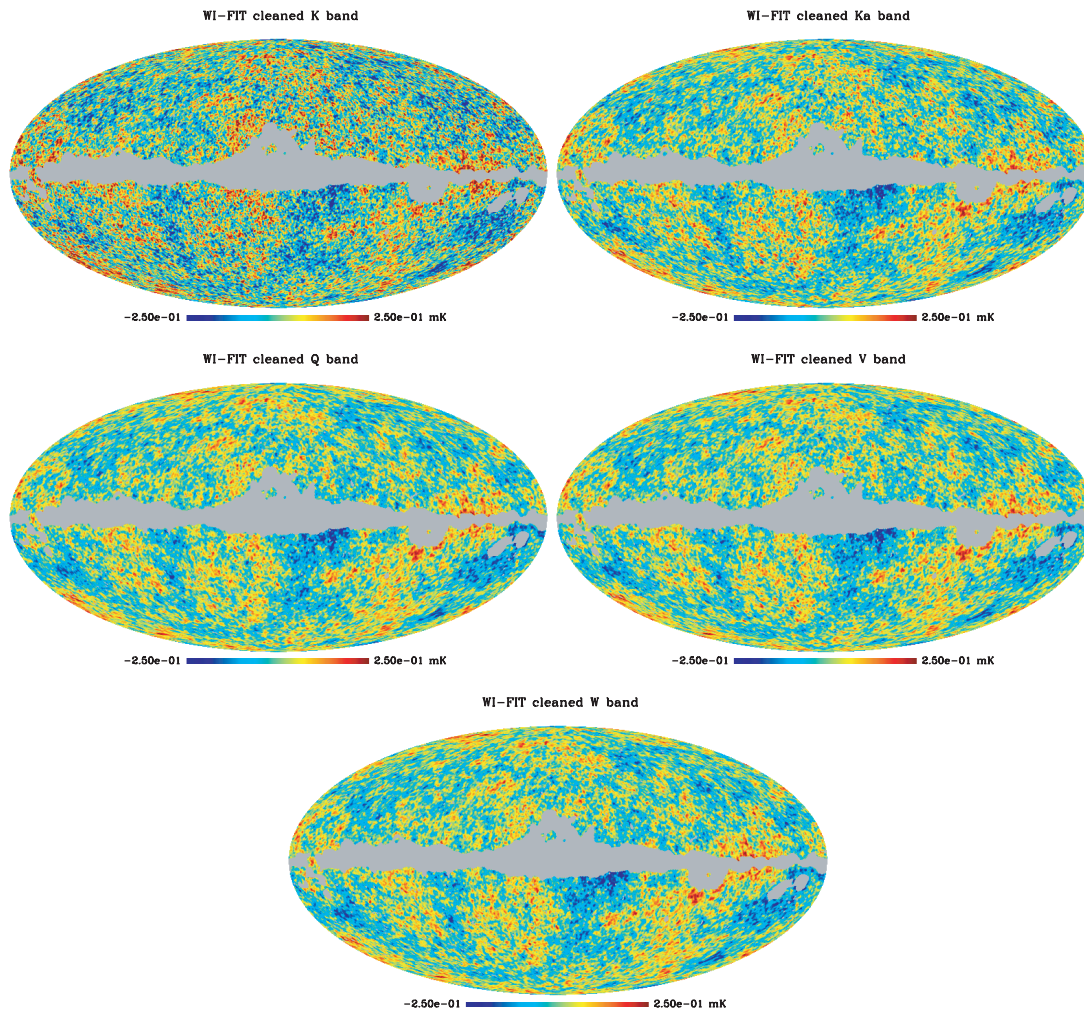 WI-FIT cleaned K band
WI-FIT cleaned Ka band
-2.50e-01 2.50e-01 mK
-2.50e-01 2.50e-01 mK
WI-FIT cleaned Q band
WI-FIT cleaned V band
-2.50e-01 2.50e-01 mK
-2.50e-01 2.50e-01 mK
WI-FIT cleaned W band
-2.50e-01 2.50e-01 mK